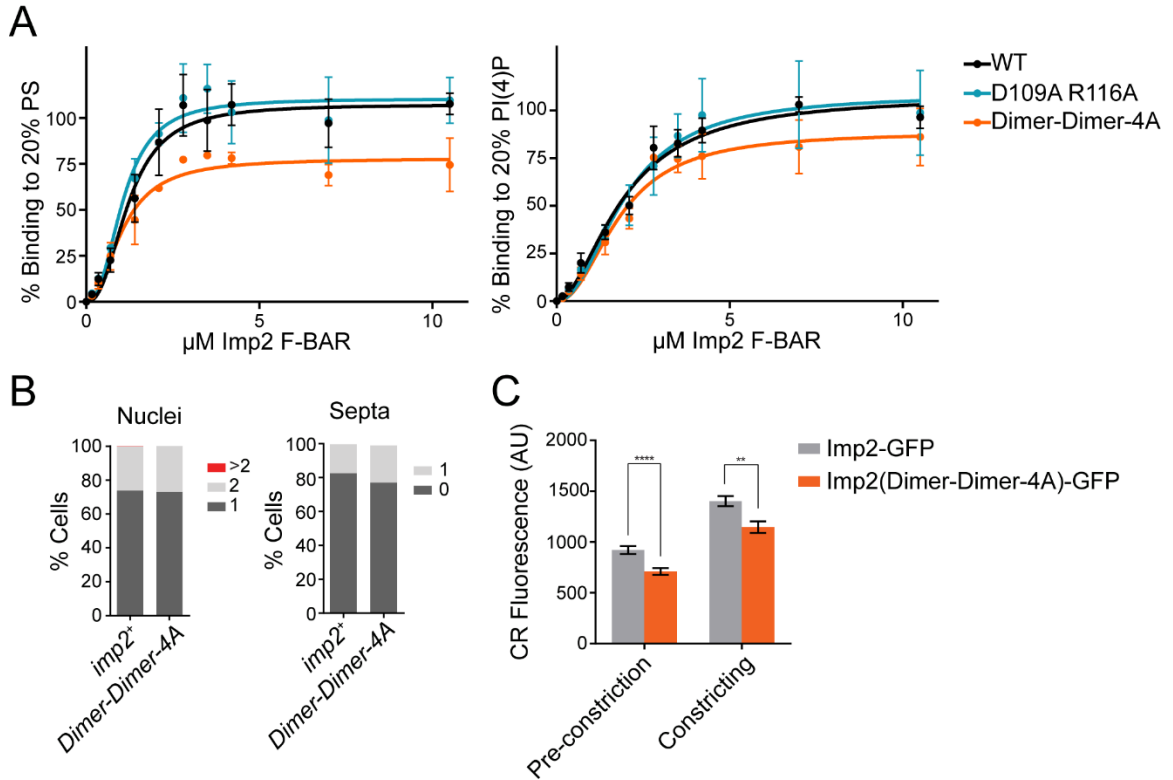 A
% Binding to 20% PS
100
75
50
25
0
0
5
10
µM Imp2 F-BAR
% Binding to 20% PI(4)P
100
75
50
25
0
0
5
10
µM Imp2 F-BAR
WT
D109A R116A
Dimer-Dimer-4A
B
Nuclei
% Cells
100
80
60
40
20
0
imp2+
Dimer-Dimer-4A
>2
2
1
Septa
% Cells
100
80
60
40
20
0
imp2+
Dimer-Dimer-4A
1
0
C
CR Fluorescence (AU)
2000
1500
1000
500
0
****
**
Pre-constriction
Constricting
Imp2-GFP
Imp2(Dimer-Dimer-4A)-GFP